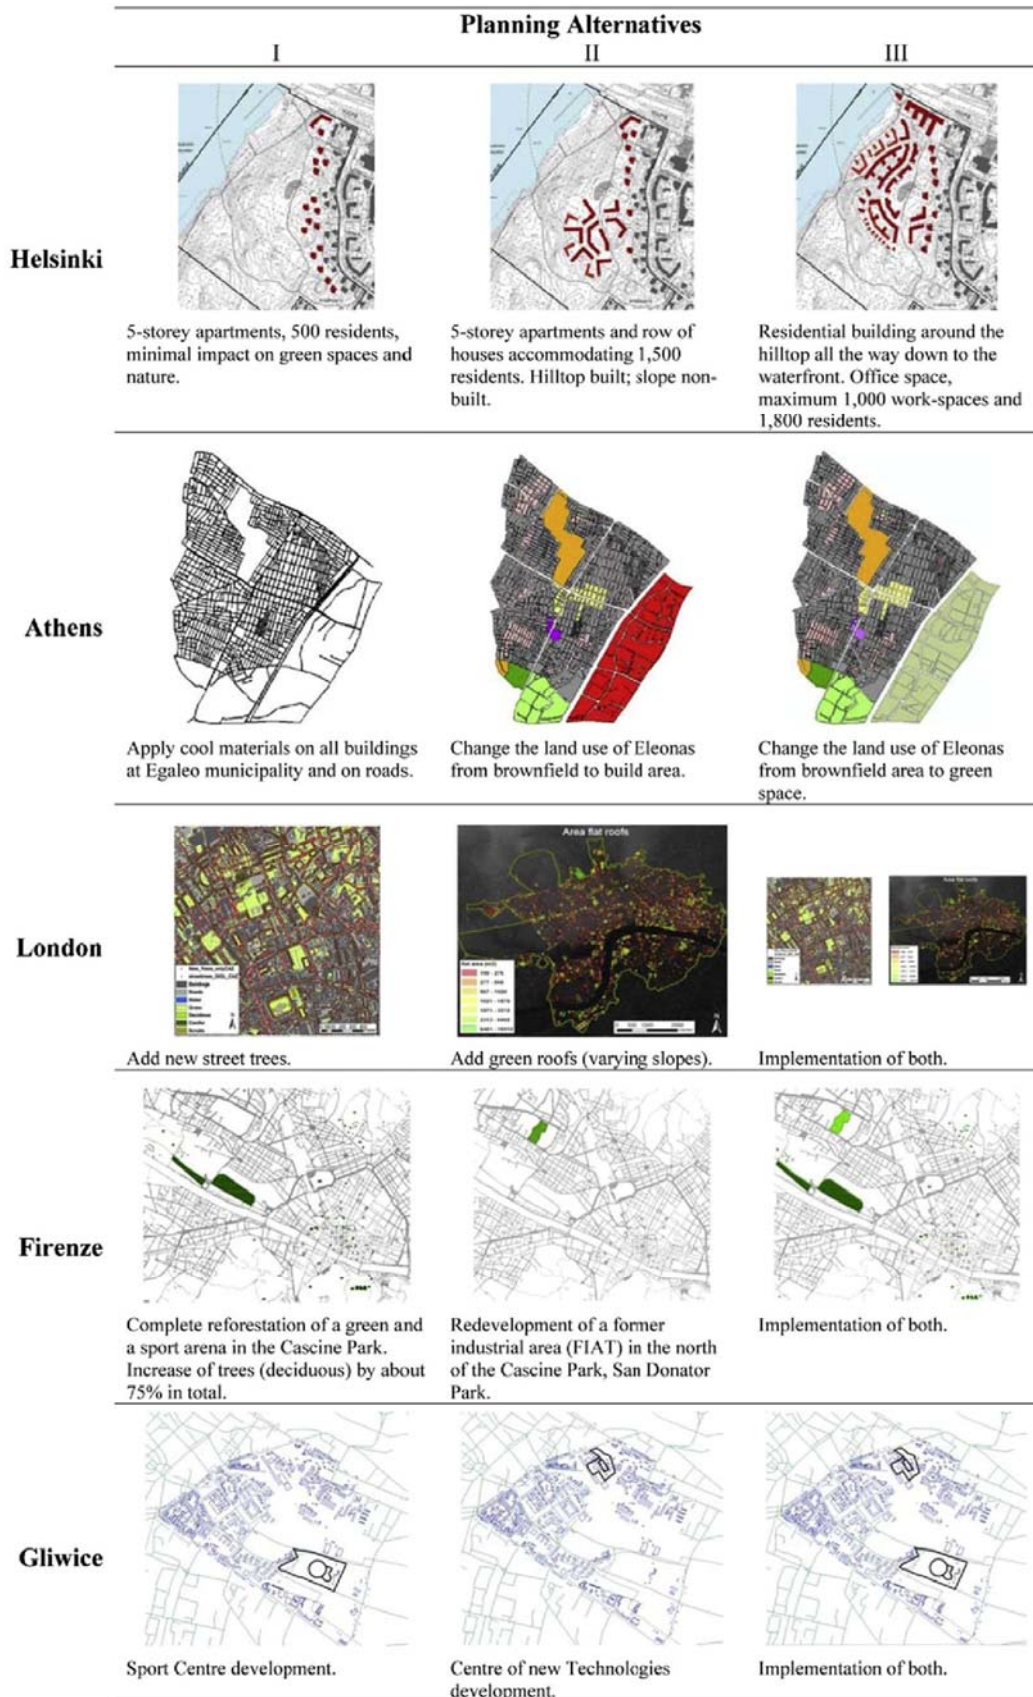 Planning Alternatives
I II III
Helsinki
5-storey apartments, 500 residents,
minimal impact on green spaces and
nature.
5-storey apartments and row of
houses accommodating 1,500
residents. Hilltop built; slope non-
built.
Residential building around the
hilltop all the way down to the
waterfront. Office space,
maximum 1,000 work-spaces and
1,800 residents.
Athens
Apply cool materials on all buildings
at Egaleo municipality and on roads.
Change the land use of Eleonas
from brownfield to build area.
Change the land use of Eleonas
from brownfield area to green
space.
London
Buildings
Roads
Water
Grass
Deciduous
Add new street trees.
Area flat roofs
Add green roofs (varying slopes).
Area flat roofs
Implementation of both.
Firenze
Complete reforestation of a green and
a sport arena in the Cascine Park.
Increase of trees (deciduous) by about
75% in total.
Redevelopment of a former
industrial area (FIAT) in the north
of the Cascine Park, San Donator
Park.
Implementation of both.
Gliwice
Sport Centre development.
Centre of new Technologies
development.
Implementation of both.